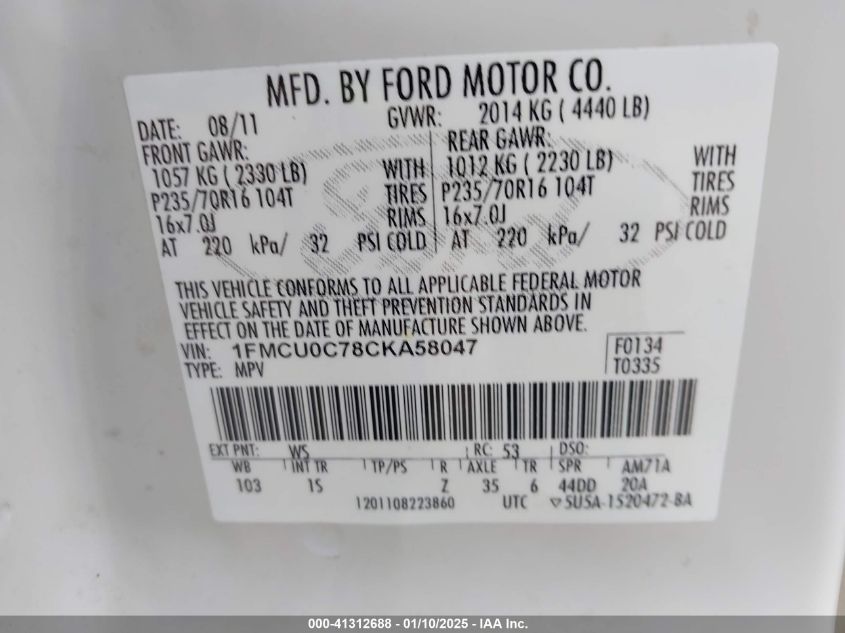 MFD. BY FORD MOTOR CO.
DATE: 08/11 GVWR: 2014 KG ( 4440 LB)
FRONT GAWR: REAR GAWR:
1057 KG ( 2330 LB) WITH 1012 KG ( 2230 LB) WITH
P235/70R16 104T TIRES P235/70R16 104T TIRES
16x7.0J RIMS 16x7.0J RIMS
AT 220 kPa/ 32 PSI COLD AT 220 kPa/ 32 PSI COLD
THIS VEHICLE CONFORMS TO ALL APPLICABLE FEDERAL MOTOR
VEHICLE SAFETY AND THEFT PREVENTION STANDARDS IN
EFFECT ON THE DATE OF MANUFACTURE SHOWN ABOVE.
VIN: 1FMCU0C78CKA58047 F0134
TYPE: MPV T0335
EXT PNT: WS RC: 53 DSO:
WB INT TR TP/PS R AXLE TR SPR AM71A
103 1S Z 35 6 44DD 20A
1201108223860 UTC ▽5U5A-1520472-BA
000-41312688 - 01/10/2025 - IAA Inc.